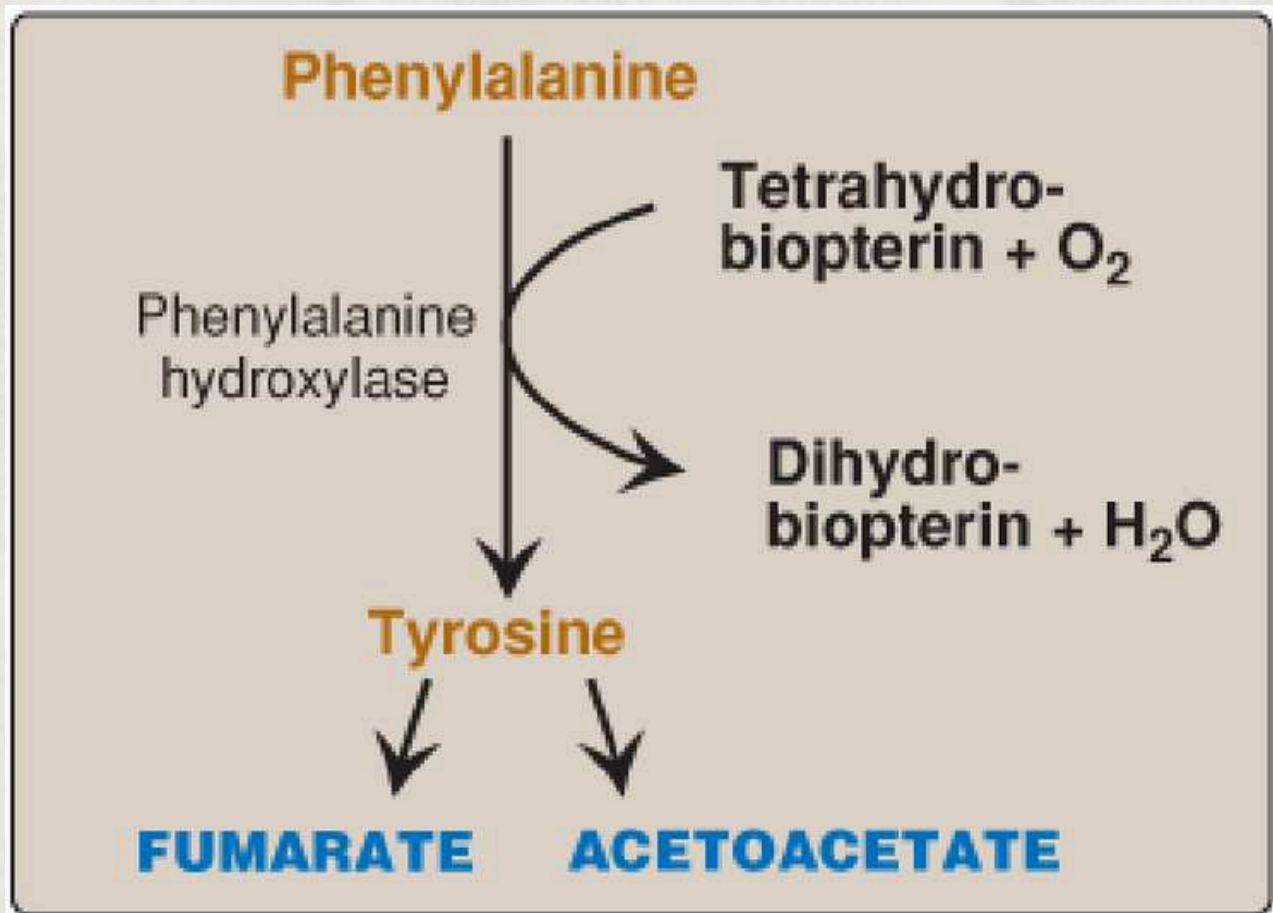 Phenylalanine
Tetrahydro-
biopterin + O₂
Phenylalanine
hydroxylase
Dihydro-
biopterin + H₂O
Tyrosine
FUMARATE
ACETOACETATE